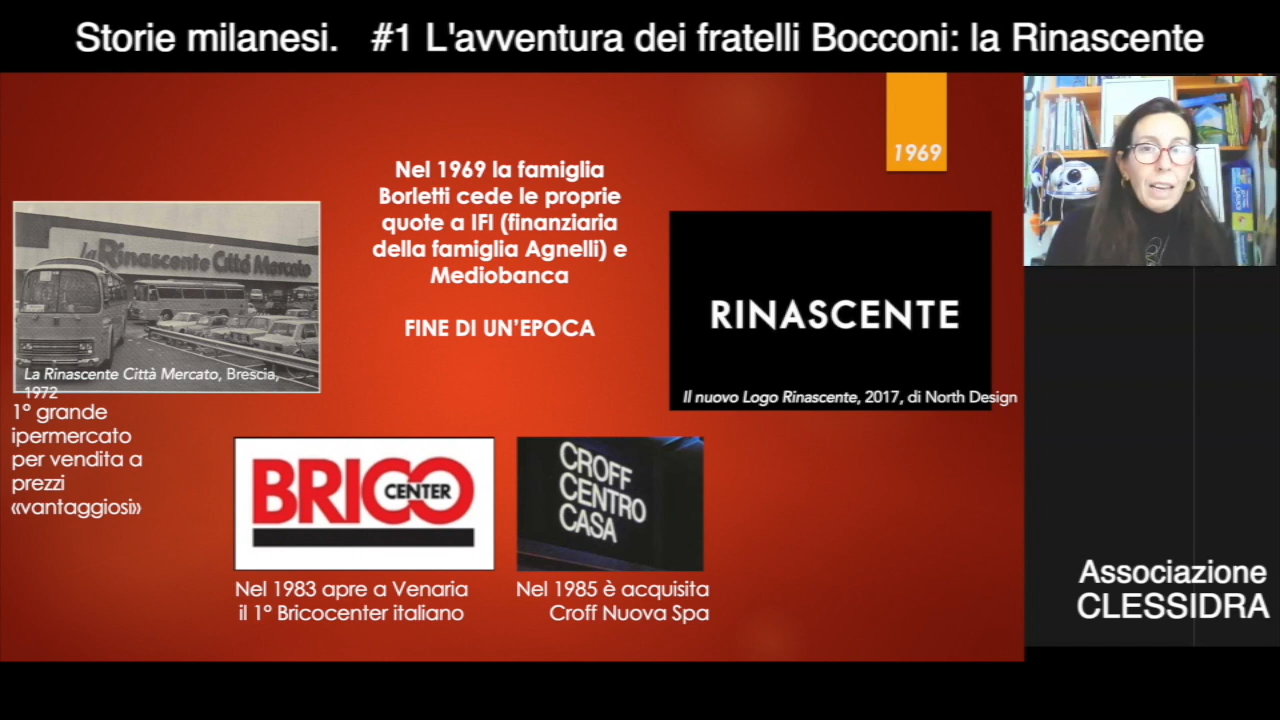 Storie milanesi.   #1 L'avventura dei fratelli Bocconi: la Rinascente
1969
Nel 1969 la famiglia
Borletti cede le proprie
quote a IFI (finanziaria
della famiglia Agnelli) e
Mediobanca
FINE DI UN'EPOCA
la Rinascente Città Mercato
La Rinascente Città Mercato, Brescia,
1972
1° grande
ipermercato
per vendita a
prezzi
«vantaggiosi»
RINASCENTE
Il nuovo Logo Rinascente, 2017, di North Design
BRICO
CENTER
Nel 1983 apre a Venaria
il 1° Bricocenter italiano
CROFF
CENTRO
CASA
Nel 1985 è acquisita
Croff Nuova Spa
Associazione
CLESSIDRA